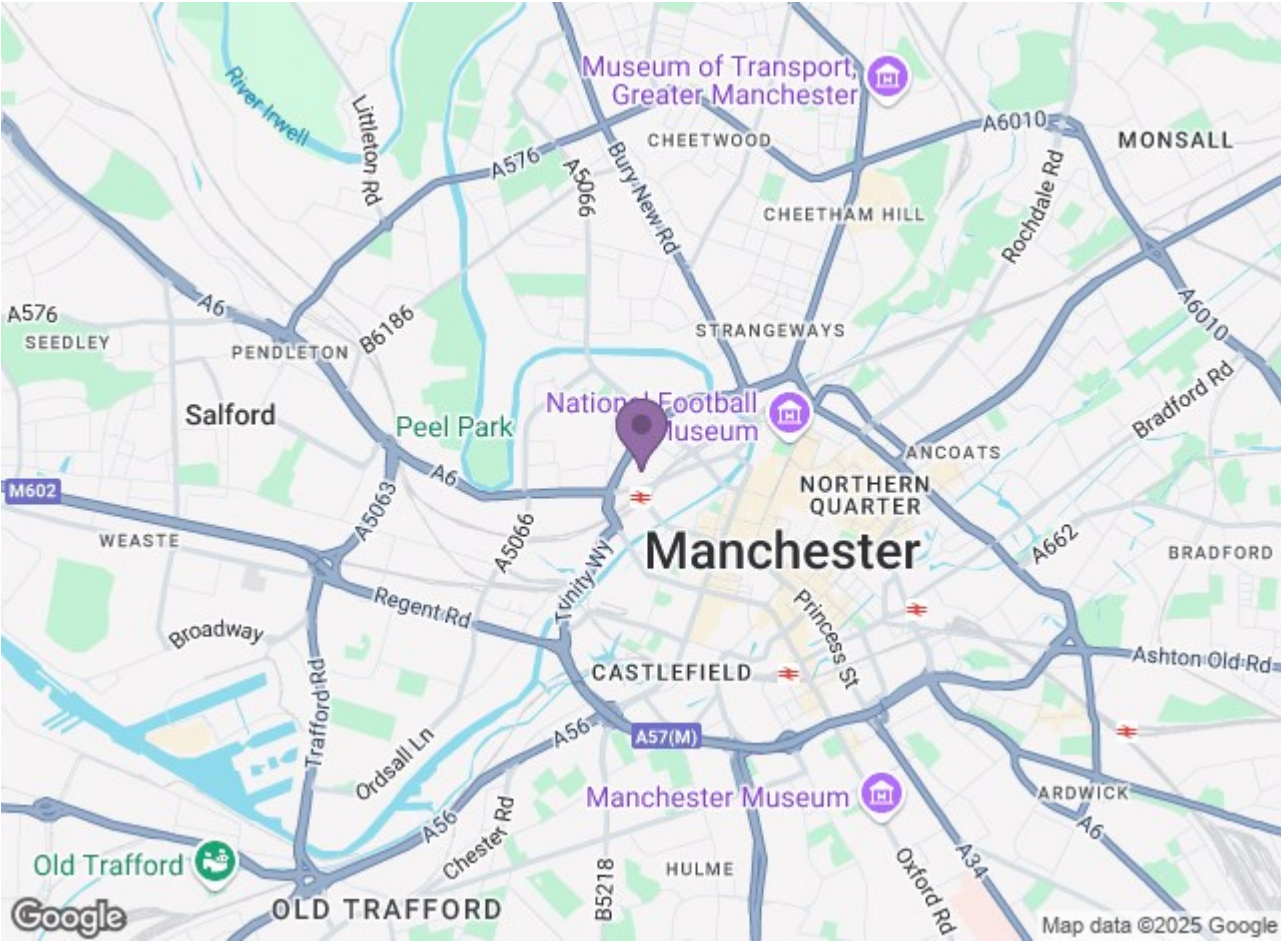 Museum of Transport,
Greater Manchester
River Irwell
Littleton Rd
CHEETWOOD
A6010
MONSALL
A576
A5066
Bury New Rd
Rochdale Rd
CHEETHAM HILL
A6
A576
SEEDLEY
PENDLETON
B6186
STRANGEWAYS
A6010
Bradford Rd
Salford
Peel Park
National Football
Museum
ANCOATS
A6
M602
NORTHERN
QUARTER
A5063
A5066
WEASTE
Manchester
A662
BRADFORD
Trinity Wy
Regent Rd
Princess St
Broadway
CASTLEFIELD
Ashton Old Rd
Trafford Rd
A56
A57(M)
Ordsall Ln
Manchester Museum
ARDWICK
A56
Chester Rd
A6
Old Trafford
HULME
A34
B5218
Oxford Rd
OLD TRAFFORD
Google
Map data ©2025 Google